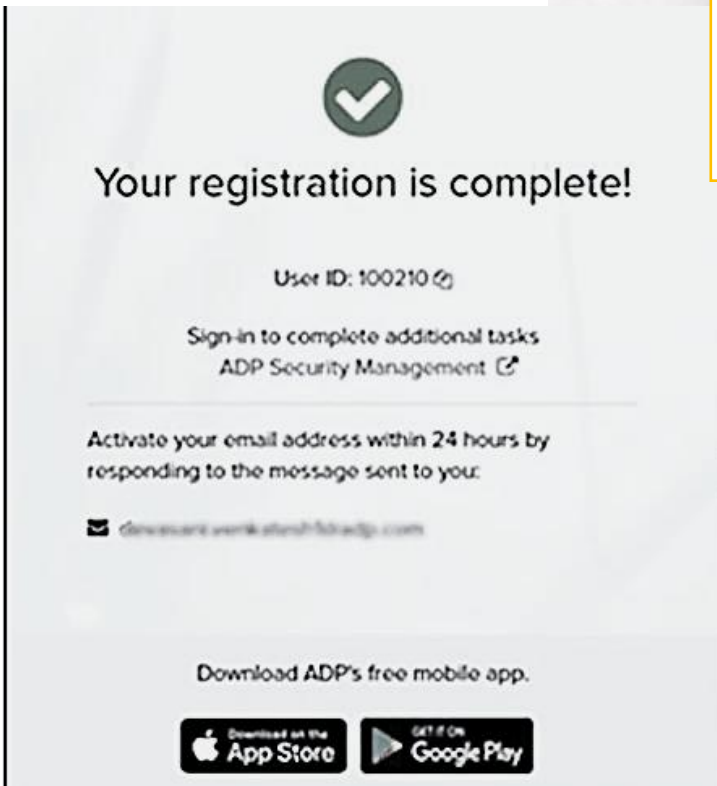 Your registration is complete!
User ID: 100210
Sign-in to complete additional tasks
ADP Security Management
Activate your email address within 24 hours by
responding to the message sent to you:
Download ADP's free mobile app.
Download on the
App Store
GET IT ON
Google Play